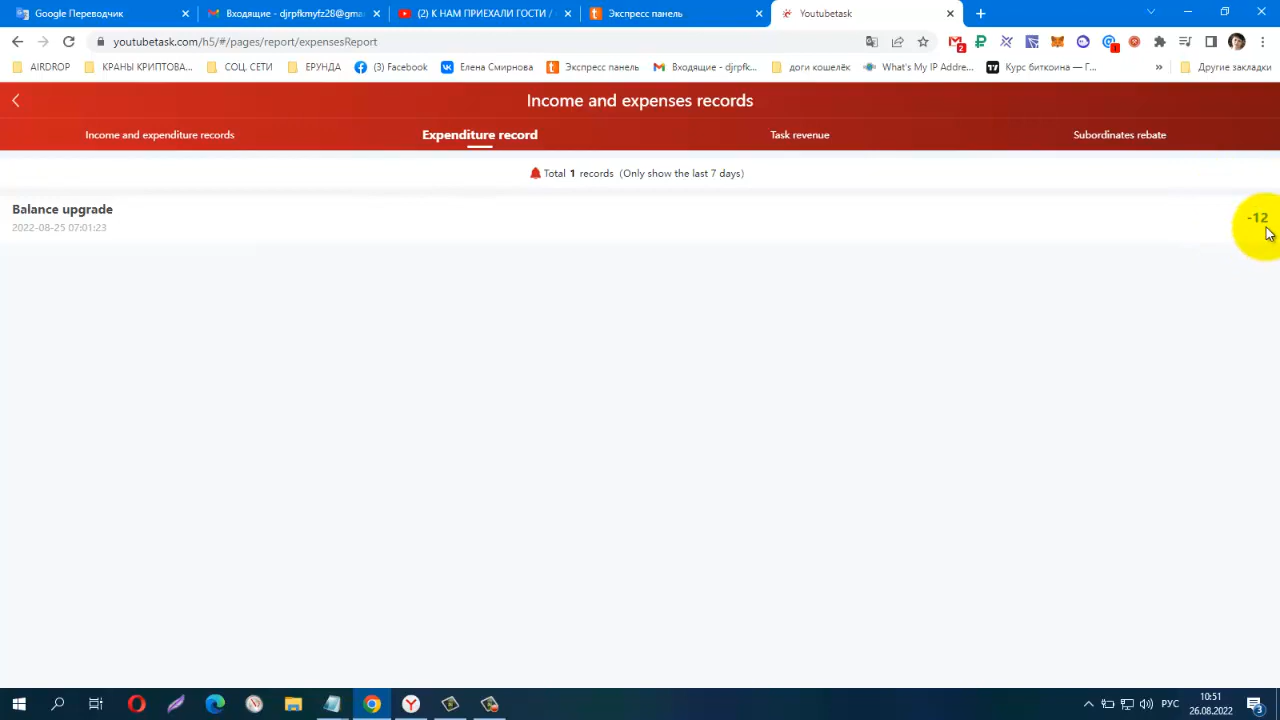 Google Переводчик
Входящие - djrpfkmyfz28@gma
(2) К НАМ ПРИЕХАЛИ ГОСТИ /
Экспресс панель
Youtubetask
youtubetask.com/h5/#/pages/report/expensesReport
2
1
AIRDROP
КРАНЫ КРИПТОВА...
СОЦ. СЕТИ
ЕРУНДА
(3) Facebook
Елена Смирнова
Экспресс панель
Входящие - djrpfk...
доги кошелёк
What's My IP Addre...
Курс биткоина — Г...
»
Другие закладки
Income and expenses records
Income and expenditure records
Expenditure record
Task revenue
Subordinates rebate
Total 1 records (Only show the last 7 days)
Balance upgrade
-12
2022-08-25 07:01:23
РУС
10:51
26.08.2022
3